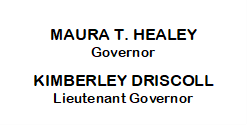 MAURA T. HEALEY
Governor
KIMBERLEY DRISCOLL
Lieutenant Governor